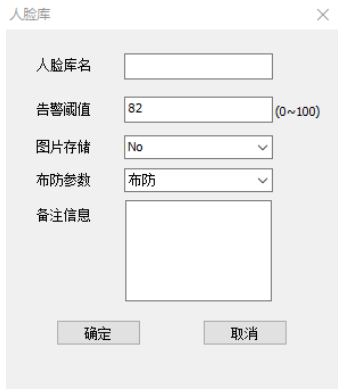 人脸库
人脸库名
告警阈值 82 (0~100)
图片存储 No
布防参数 布防
备注信息
确定 取消